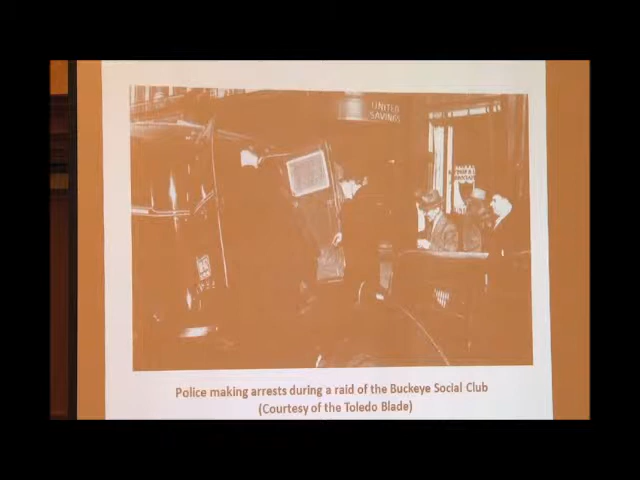 UNITED
SAVINGS
Police making arrests during a raid of the Buckeye Social Club
(Courtesy of the Toledo Blade)